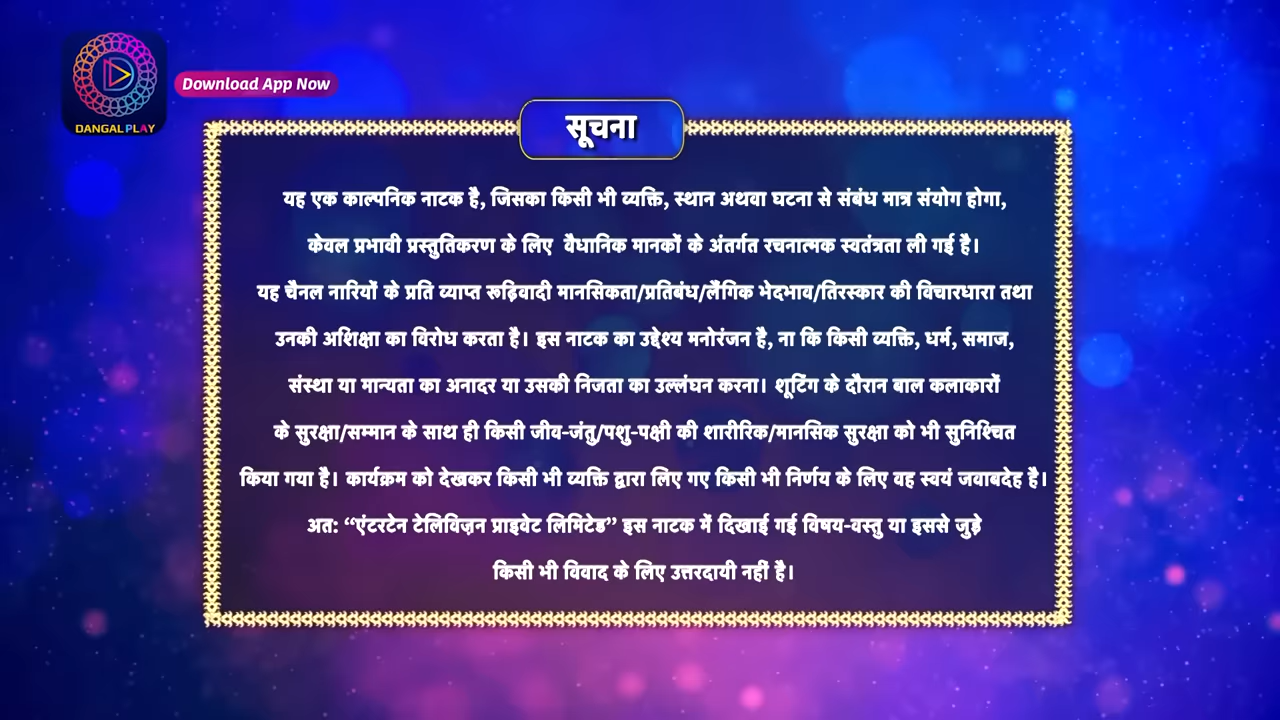 DANGAL PLAY
Download App Now
सूचना
यह एक काल्पनिक नाटक है, जिसका किसी भी व्यक्ति, स्थान अथवा घटना से संबंध मात्र संयोग होगा,
केवल प्रभावी प्रस्तुतिकरण के लिए वैधानिक मानकों के अंतर्गत रचनात्मक स्वतंत्रता ली गई है।
यह चैनल नारियों के प्रति व्याप्त रूढ़िवादी मानसिकता/प्रतिबंध/लैंगिक भेदभाव/तिरस्कार की विचारधारा तथा
उनकी अशिक्षा का विरोध करता है। इस नाटक का उद्देश्य मनोरंजन है, ना कि किसी व्यक्ति, धर्म, समाज,
संस्था या मान्यता का अनादर या उसकी निजता का उल्लंघन करना। शूटिंग के दौरान बाल कलाकारों
के सुरक्षा/सम्मान के साथ ही किसी जीव-जंतु/पशु-पक्षी की शारीरिक/मानसिक सुरक्षा को भी सुनिश्चित
किया गया है। कार्यक्रम को देखकर किसी भी व्यक्ति द्वारा लिए गए किसी भी निर्णय के लिए वह स्वयं जवाबदेह है।
अत: “एंटरटेन टेलिविज़न प्राइवेट लिमिटेड” इस नाटक में दिखाई गई विषय-वस्तु या इससे जुड़े
किसी भी विवाद के लिए उत्तरदायी नहीं है।